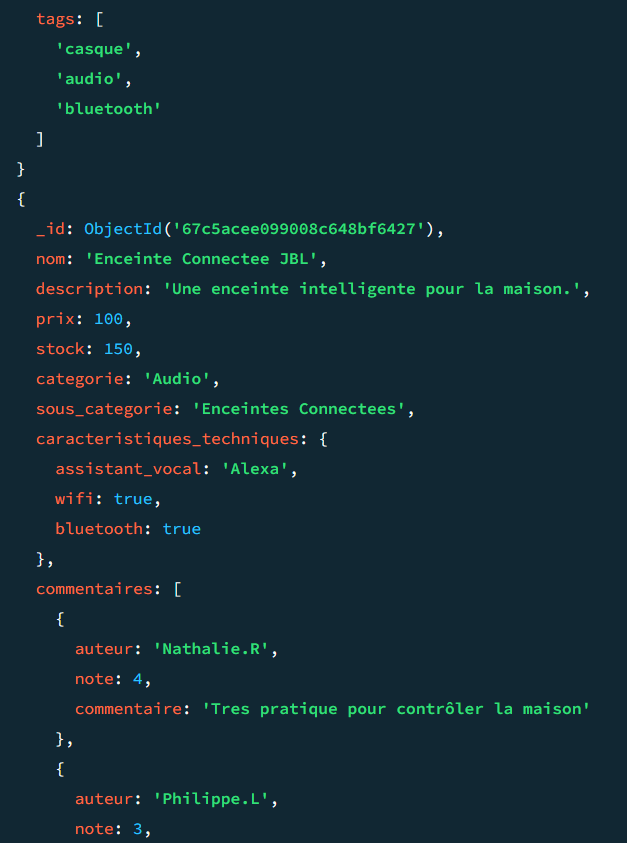 tags: [
'casque',
'audio',
'bluetooth'
]
}
{
_id: ObjectId('67c5acee099008c648bf6427'),
nom: 'Enceinte Connectee JBL',
description: 'Une enceinte intelligente pour la maison.',
prix: 100,
stock: 150,
categorie: 'Audio',
sous_categorie: 'Enceintes Connectees',
caracteristiques_techniques: {
assistant_vocal: 'Alexa',
wifi: true,
bluetooth: true
},
commentaires: [
{
auteur: 'Nathalie.R',
note: 4,
commentaire: 'Tres pratique pour contrôler la maison'
},
{
auteur: 'Philippe.L',
note: 3,